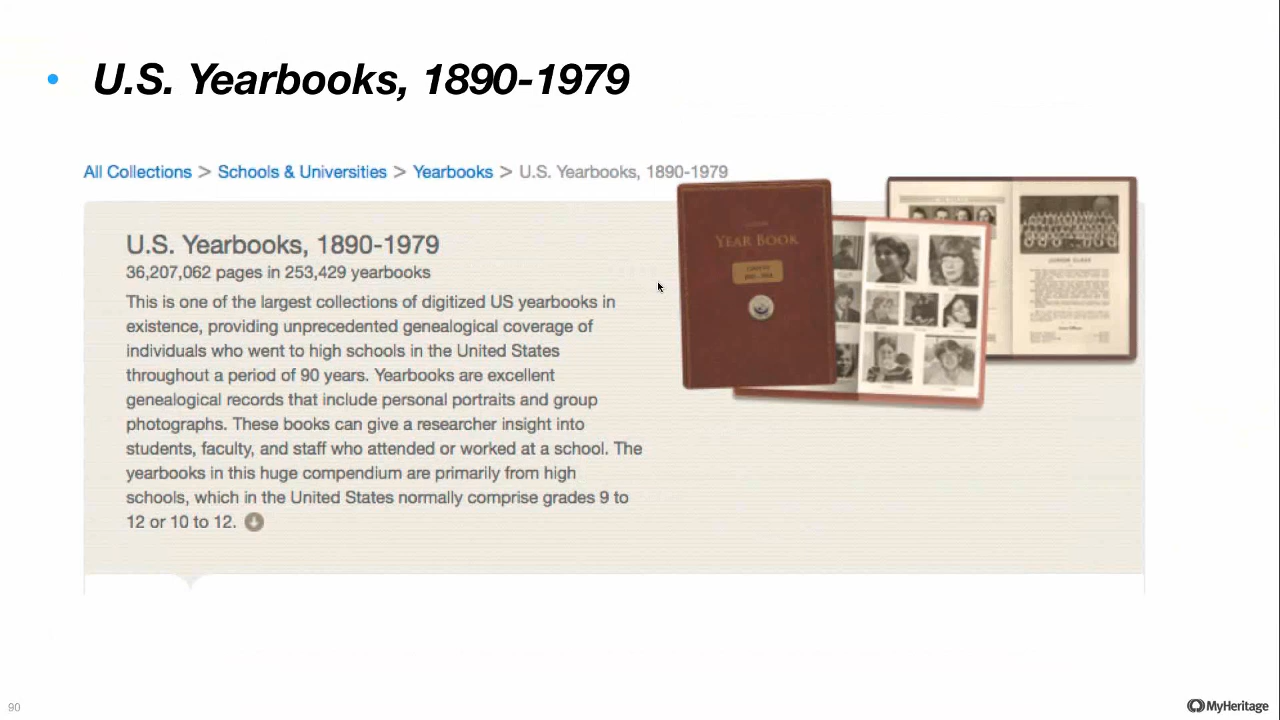 • U.S. Yearbooks, 1890-1979
All Collections > Schools & Universities > Yearbooks > U.S. Yearbooks, 1890-1979
U.S. Yearbooks, 1890-1979
36,207,062 pages in 253,429 yearbooks
This is one of the largest collections of digitized US yearbooks in
existence, providing unprecedented genealogical coverage of
individuals who went to high schools in the United States
throughout a period of 90 years. Yearbooks are excellent
genealogical records that include personal portraits and group
photographs. These books can give a researcher insight into
students, faculty, and staff who attended or worked at a school. The
yearbooks in this huge compendium are primarily from high
schools, which in the United States normally comprise grades 9 to
12 or 10 to 12.
YEAR BOOK
JUNIOR CLASS
90
MyHeritage